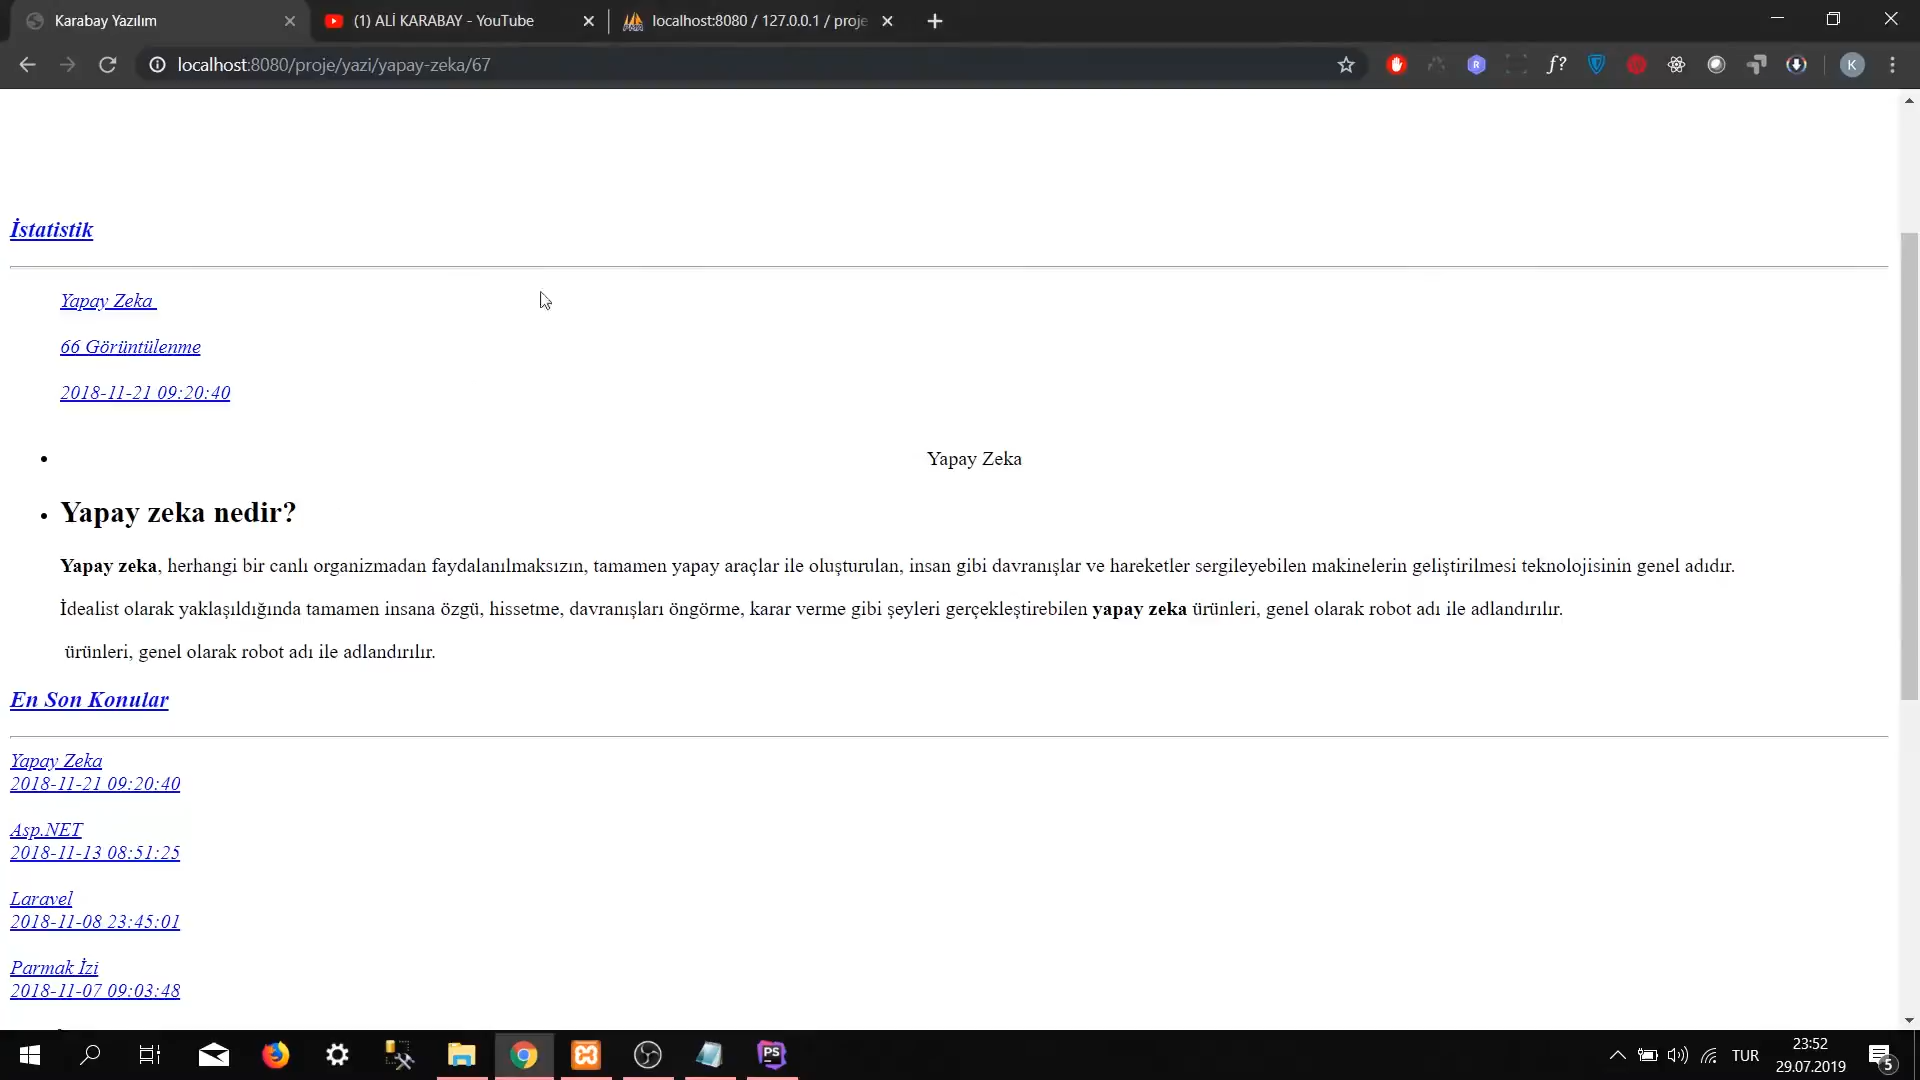 Karabay Yazılım
(1) ALİ KARABAY - YouTube
localhost:8080 / 127.0.0.1 / proje
localhost:8080/proje/yazi/yapay-zeka/67
f?
K
İstatistik
Yapay Zeka
66 Görüntülenme
2018-11-21 09:20:40
Yapay Zeka
Yapay zeka nedir?
Yapay zeka, herhangi bir canlı organizmadan faydalanılmaksızın, tamamen yapay araçlar ile oluşturulan, insan gibi davranışlar ve hareketler sergileyebilen makinelerin geliştirilmesi teknolojisinin genel adıdır.
İdealist olarak yaklaşıldığında tamamen insana özgü, hissetme, davranışları öngörme, karar verme gibi şeyleri gerçekleştirebilen yapay zeka ürünleri, genel olarak robot adı ile adlandırılır.
ürünleri, genel olarak robot adı ile adlandırılır.
En Son Konular
Yapay Zeka
2018-11-21 09:20:40
Asp.NET
2018-11-13 08:51:25
Laravel
2018-11-08 23:45:01
Parmak İzi
2018-11-07 09:03:48
PS
TUR
23:52
29.07.2019
5